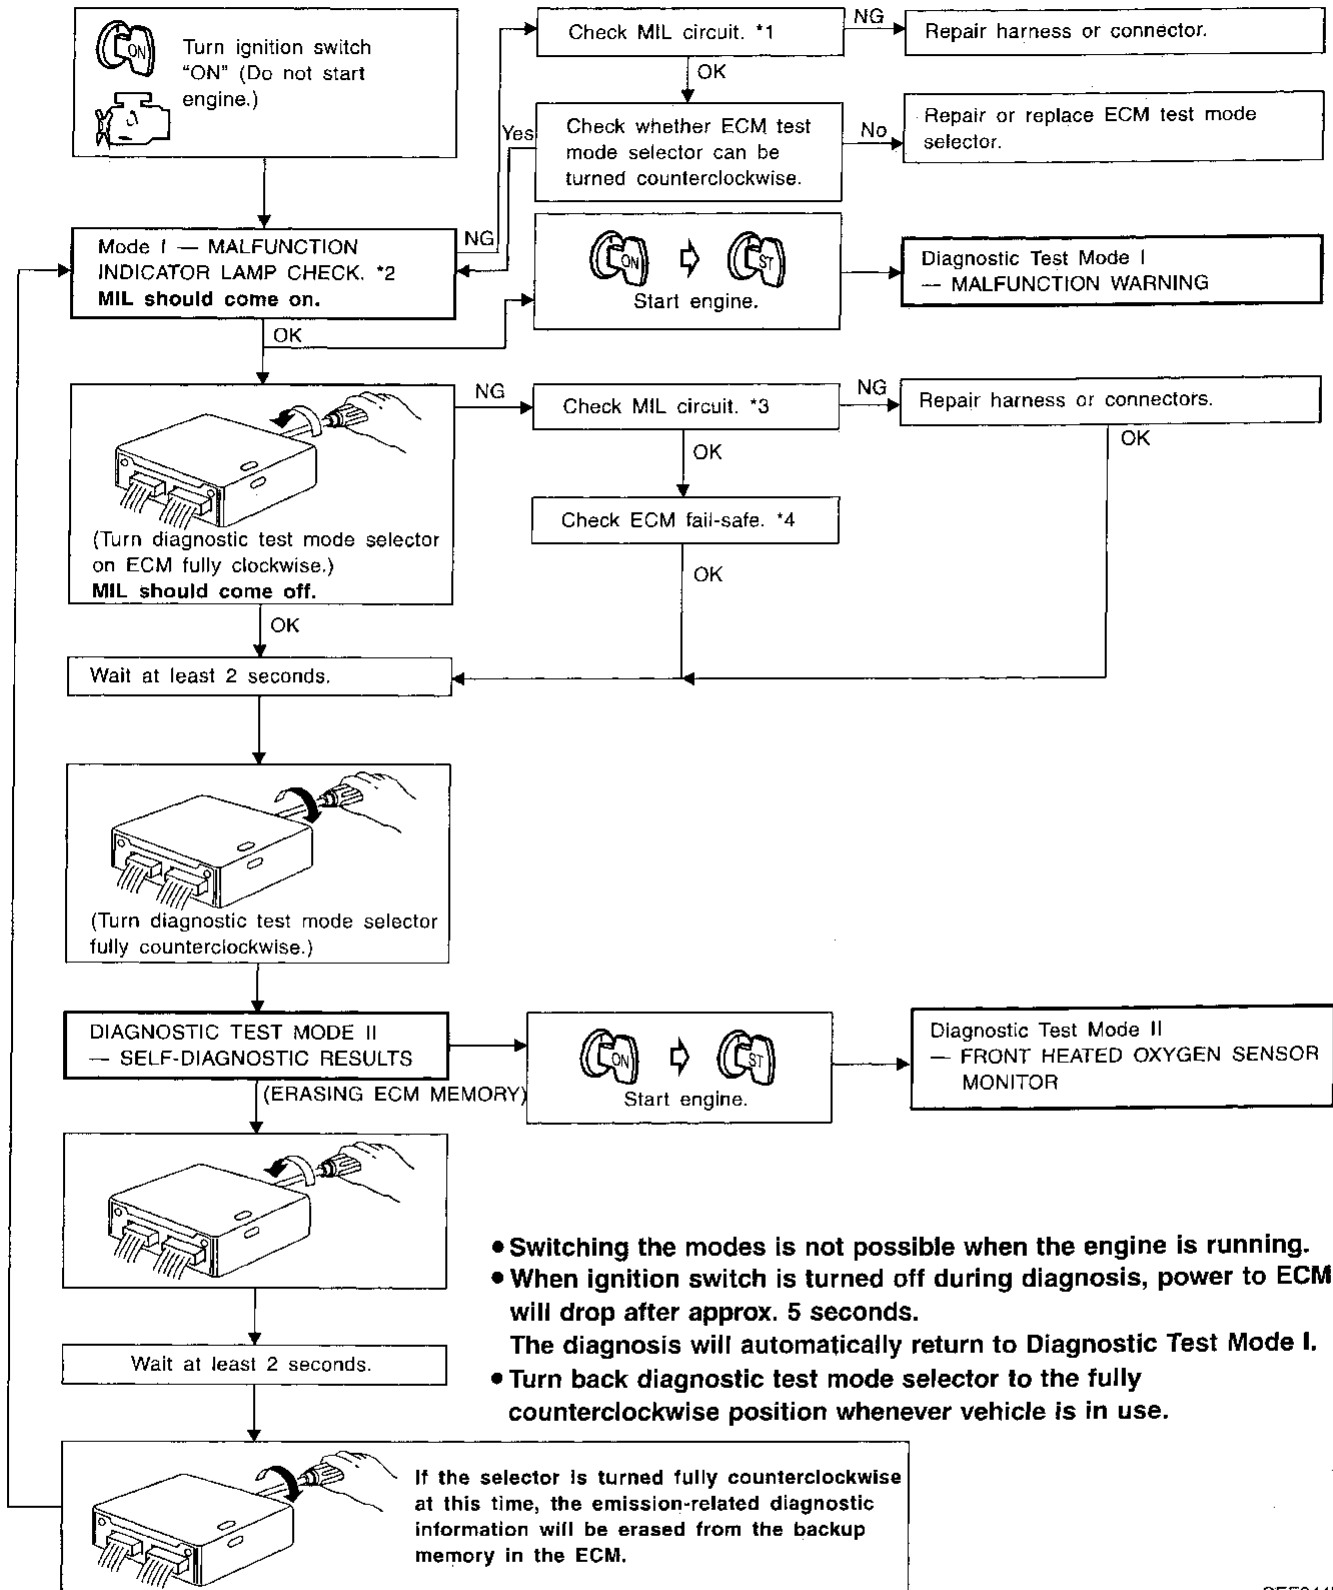 ON
Turn ignition switch
"ON" (Do not start
engine.)
Check MIL circuit. *1
NG
Repair harness or connector.
OK
Check whether ECM test
mode selector can be
turned counterclockwise.
Yes
No
Repair or replace ECM test mode
selector.
Mode I — MALFUNCTION
INDICATOR LAMP CHECK. *2
MIL should come on.
NG
ON
ST
Start engine.
Diagnostic Test Mode I
— MALFUNCTION WARNING
OK
(Turn diagnostic test mode selector
on ECM fully clockwise.)
MIL should come off.
NG
Check MIL circuit. *3
NG
Repair harness or connectors.
OK
OK
Check ECM fail-safe. *4
OK
OK
Wait at least 2 seconds.
(Turn diagnostic test mode selector
fully counterclockwise.)
DIAGNOSTIC TEST MODE II
— SELF-DIAGNOSTIC RESULTS
ON
ST
Start engine.
Diagnostic Test Mode II
— FRONT HEATED OXYGEN SENSOR
MONITOR
(ERASING ECM MEMORY)
• Switching the modes is not possible when the engine is running.
• When ignition switch is turned off during diagnosis, power to ECM
will drop after approx. 5 seconds.
The diagnosis will automatically return to Diagnostic Test Mode I.
• Turn back diagnostic test mode selector to the fully
counterclockwise position whenever vehicle is in use.
Wait at least 2 seconds.
If the selector is turned fully counterclockwise
at this time, the emission-related diagnostic
information will be erased from the backup
memory in the ECM.